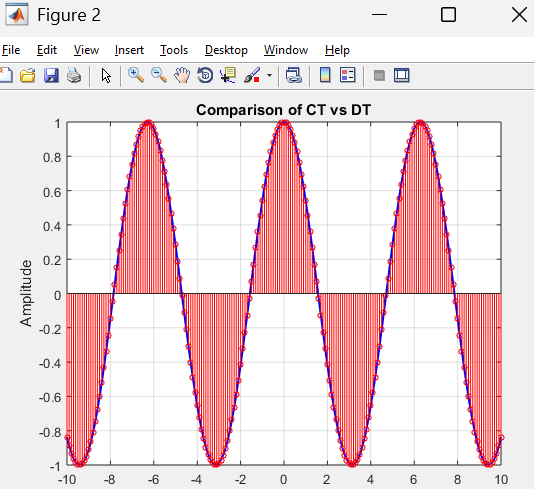 Figure 2
File Edit View Insert Tools Desktop Window Help
Comparison of CT vs DT
Amplitude
1
0.8
0.6
0.4
0.2
0
-0.2
-0.4
-0.6
-0.8
-1
-10 -8 -6 -4 -2 0 2 4 6 8 10